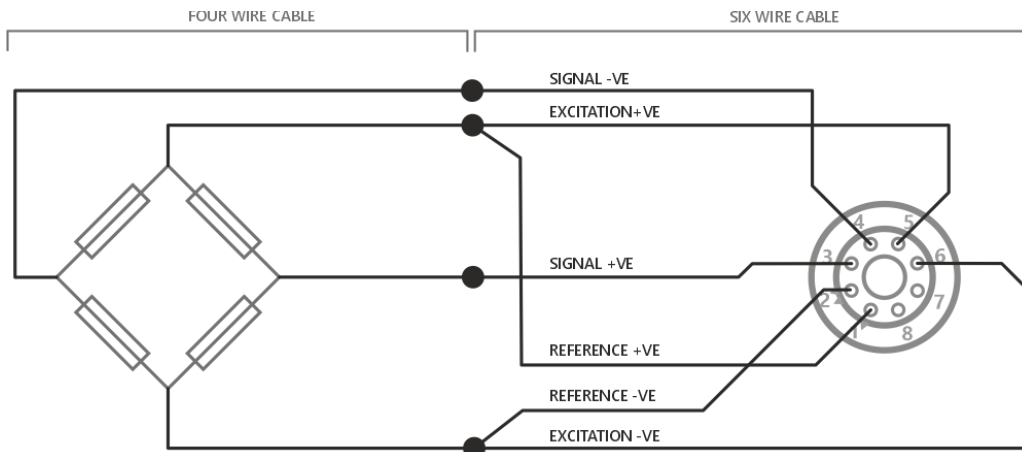 FOUR WIRE CABLE
SIX WIRE CABLE
SIGNAL -VE
EXCITATION+VE
4 5
SIGNAL +VE
3 6
2 7
1 8
REFERENCE +VE
REFERENCE -VE
EXCITATION -VE